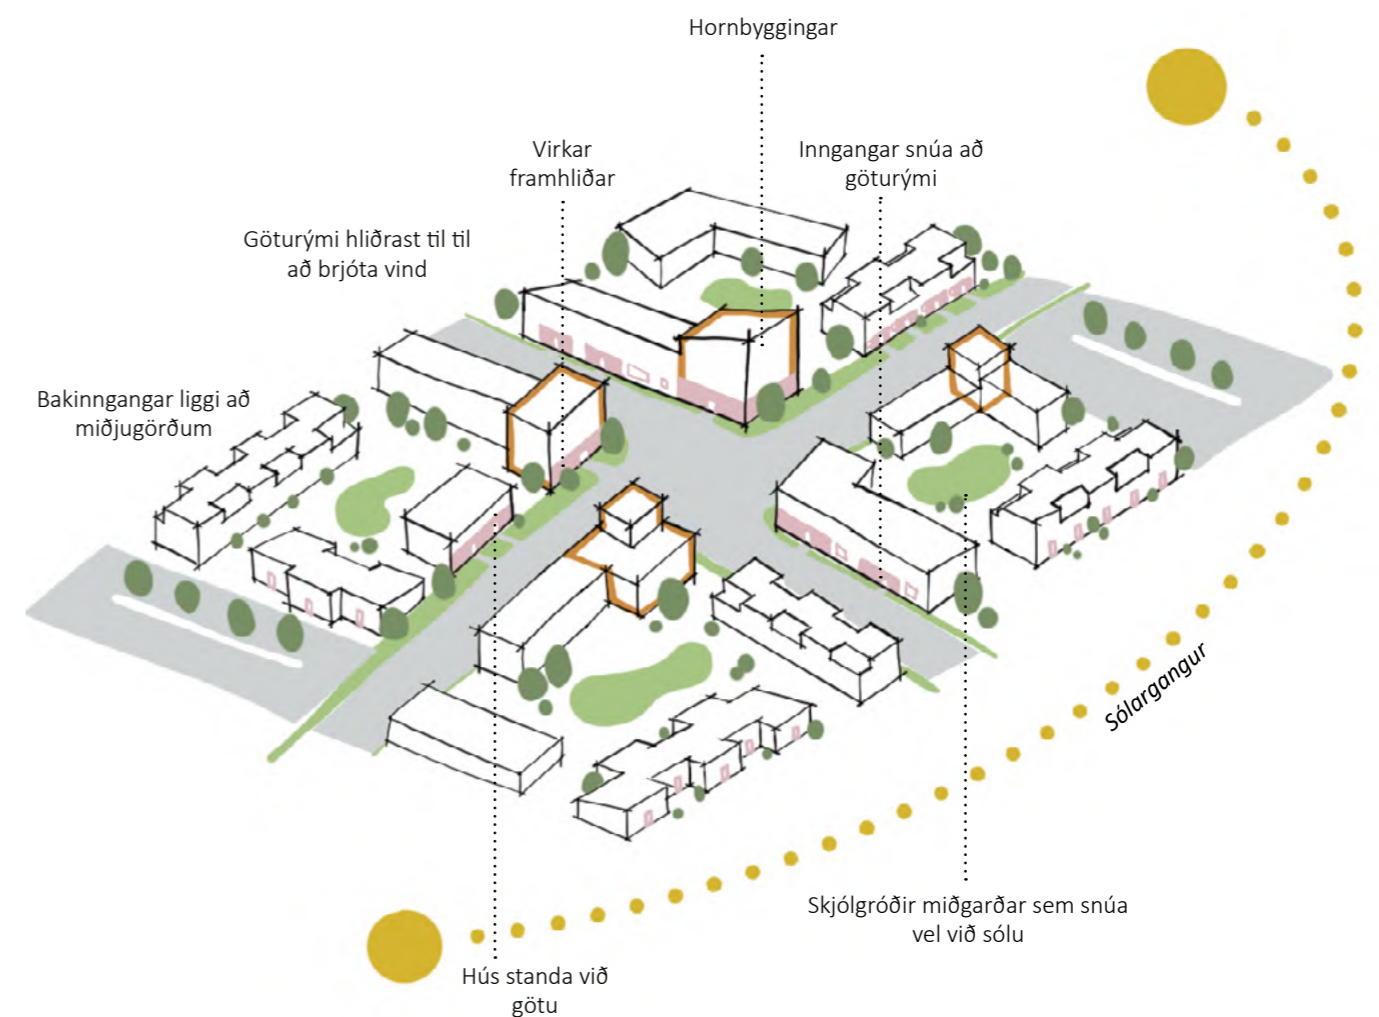 Hornbyggingar
Virkar
framhliðar
Inngangar snúa að
göturými
Göturými hliðrast til til
að brjóta vind
Bakinngangar liggi að
miðjugörðum
Sólargangur
Skjólgróðir miðgarðar sem snúa
vel við sólu
Hús standa við
götu